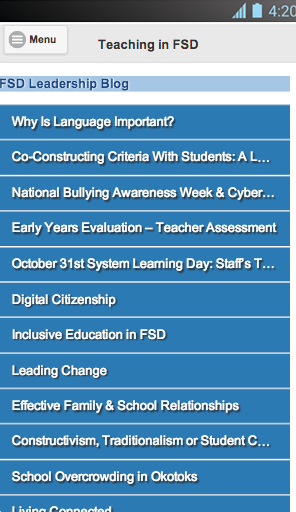 4:20
Menu
Teaching in FSD
FSD Leadership Blog
Why Is Language Important?
Co-Constructing Criteria With Students: A L...
National Bullying Awareness Week & Cyber...
Early Years Evaluation – Teacher Assessment
October 31st System Learning Day: Staff's T...
Digital Citizenship
Inclusive Education in FSD
Leading Change
Effective Family & School Relationships
Constructivism, Traditionalism or Student C...
School Overcrowding in Okotoks
Living Connected